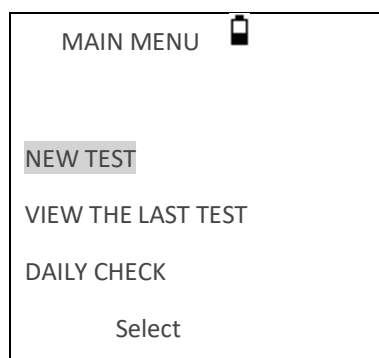 MAIN MENU
NEW TEST
VIEW THE LAST TEST
DAILY CHECK
Select